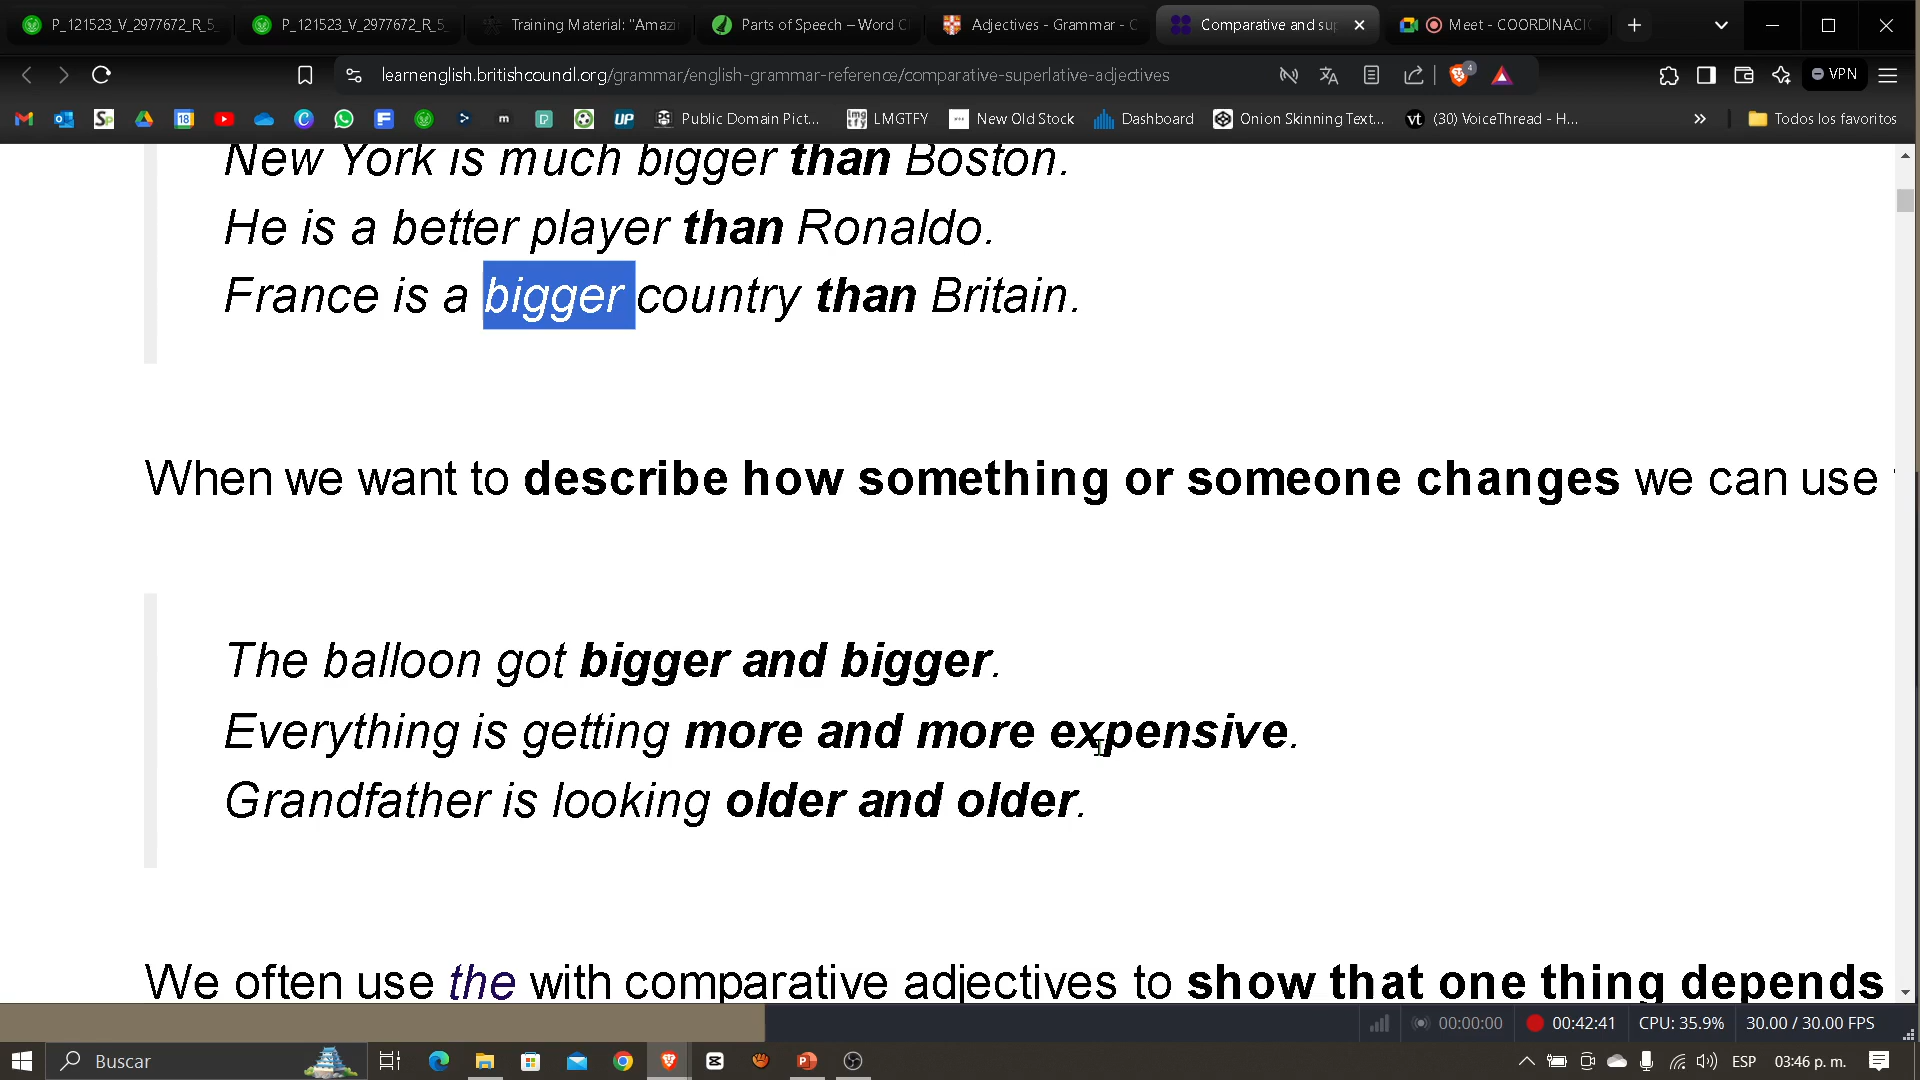 P_121523_V_2977672_R_5
P_121523_V_2977672_R_5
Training Material: "Amazi
Parts of Speech – Word Cl
Adjectives - Grammar - C
Comparative and sup
Meet - COORDINACIO
learnenglish.britishcouncil.org/grammar/english-grammar-reference/comparative-superlative-adjectives
4
VPN
18
m
UP
Public Domain Pict...
LMGTFY
New Old Stock
Dashboard
Onion Skinning Text...
(30) VoiceThread - H...
Todos los favoritos
New York is much bigger than Boston.
He is a better player than Ronaldo.
France is a bigger country than Britain.
When we want to describe how something or someone changes we can use
The balloon got bigger and bigger.
Everything is getting more and more expensive.
Grandfather is looking older and older.
We often use the with comparative adjectives to show that one thing depends
00:00:00
00:42:41
CPU: 35.9%
30.00 / 30.00 FPS
Buscar
ESP
03:46 p. m.